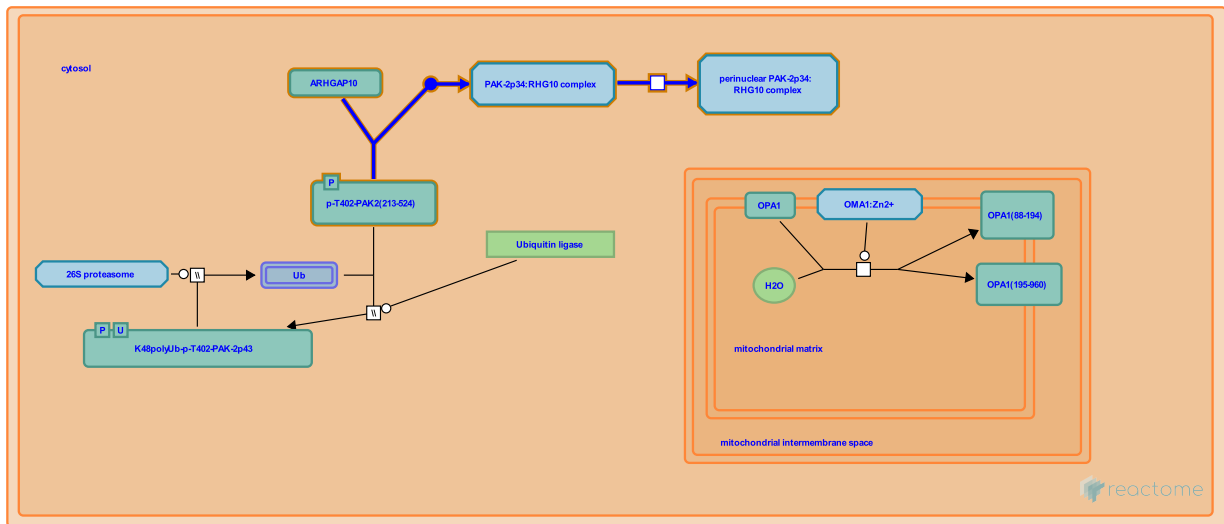 cytosol
ARHGAP10
PAK-2p34:RHG10 complex
perinuclear PAK-2p34:
RHG10 complex
P
p-T402-PAK2(213-524)
OPA1
OMA1:Zn2+
OPA1(88-194)
Ubiquitin ligase
26S proteasome
\\
Ub
H2O
OPA1(195-960)
\\
P
U
K48polyUb-p-T402-PAK-2p43
mitochondrial matrix
mitochondrial intermembrane space
reactome